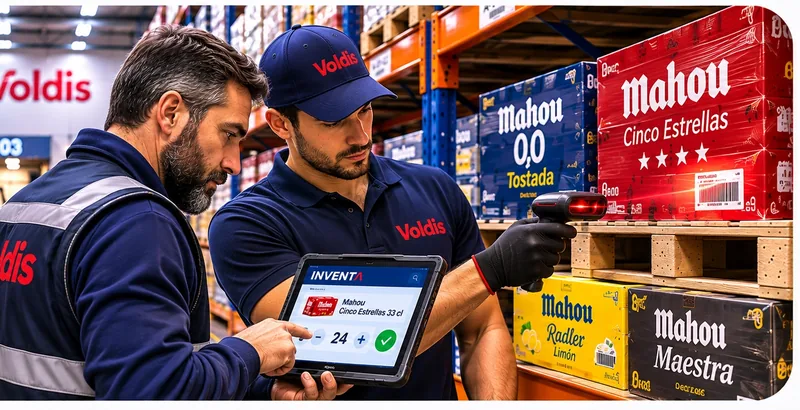 Voldis
03
Voldis
Voldis
ldis
INVENTA
Mahou
Cinco Estrellas 33 cl
- 24 +
Mahou
0,0
Tostada
Mahou
Cinco Estrellas
Mahou
Radler
Limón
Mahou
Maestra